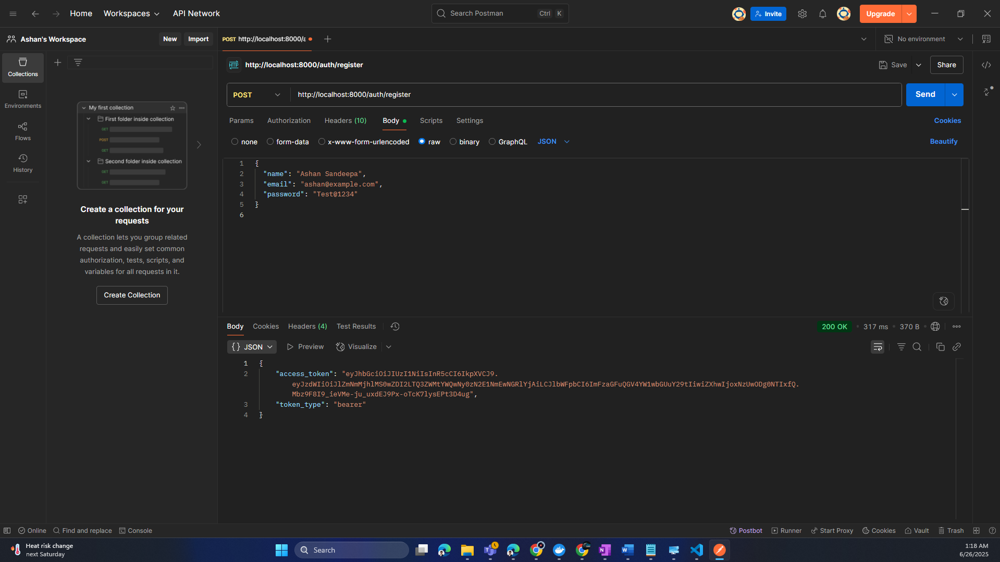 Home
Workspaces
API Network
Search Postman
Ctrl
K
Invite
Upgrade
Ashan's Workspace
New
Import
POST http://localhost:8000/a
No environment
Collections
Environments
Flows
History
My first collection
First folder inside collection
GET
POST
GET
Second folder inside collection
GET
GET
Create a collection for your
requests
A collection lets you group related
requests and easily set common
authorization, tests, scripts, and
variables for all requests in it.
Create Collection
HTTP
http://localhost:8000/auth/register
Save
Share
POST
http://localhost:8000/auth/register
Send
Params
Authorization
Headers (10)
Body
Scripts
Settings
Cookies
none
form-data
x-www-form-urlencoded
raw
binary
GraphQL
JSON
Beautify
1 {
2 "name": "Ashan Sandeepa",
3 "email": "ashan@example.com",
4 "password": "Test@1234"
5 }
6
Body
Cookies
Headers (4)
Test Results
200 OK
317 ms
370 B
{} JSON
Preview
Visualize
1 {
2 "access_token": "eyJhbGciOiJIUzI1NiIsInR5cCI6IkpXVCJ9.
eyJzdWIiOiJlZmNmMjhlMS0wZDI2LTQ3ZWMtYWQwNy0zN2E1NmEwNGRlYjAiLCJlbWFpbCI6ImFzaGFuQGV4YW1wbGUuY29tIiwiZXhwIjoxNzUwODg0NTIxfQ.
Mbz9F8I9_ieVMe-ju_uxdEJ9Px-oTcK7lysEPt3D4ug",
3 "token_type": "bearer"
4 }
Online
Find and replace
Console
Postbot
Runner
Start Proxy
Cookies
Vault
Trash
Heat risk change
next Saturday
Search
1:18 AM
6/26/2025